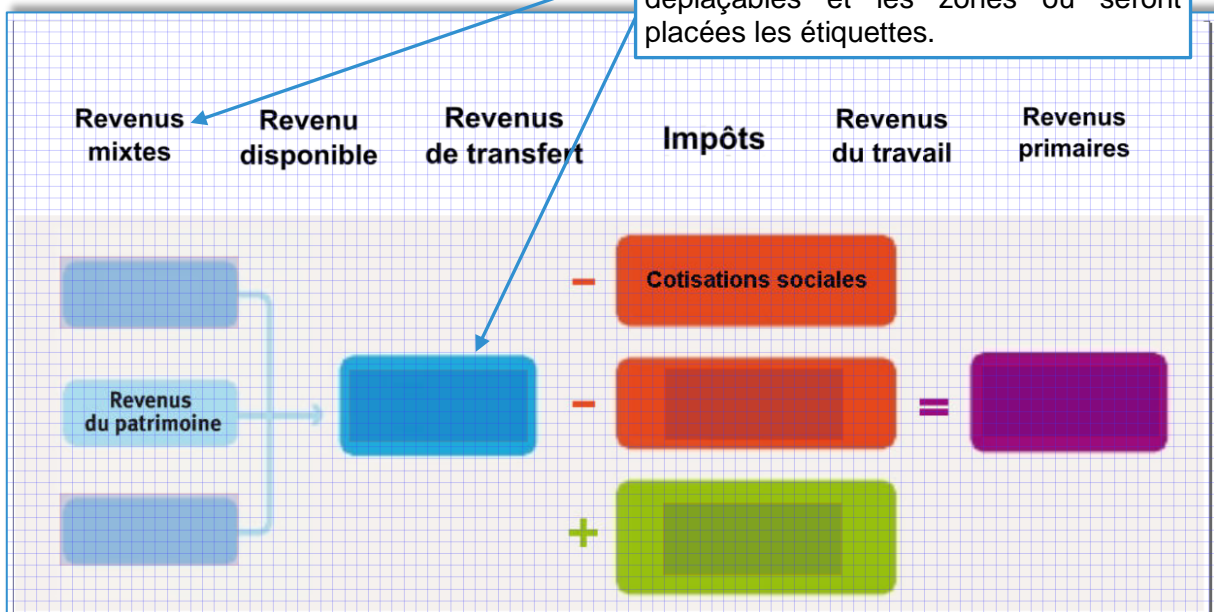 déplaçables et les zones où seront
placées les étiquettes.
Revenus
mixtes
Revenu
disponible
Revenus
de transfert
Impôts
Revenus
du travail
Revenus
primaires
- Cotisations sociales
Revenus
du patrimoine
- =
+